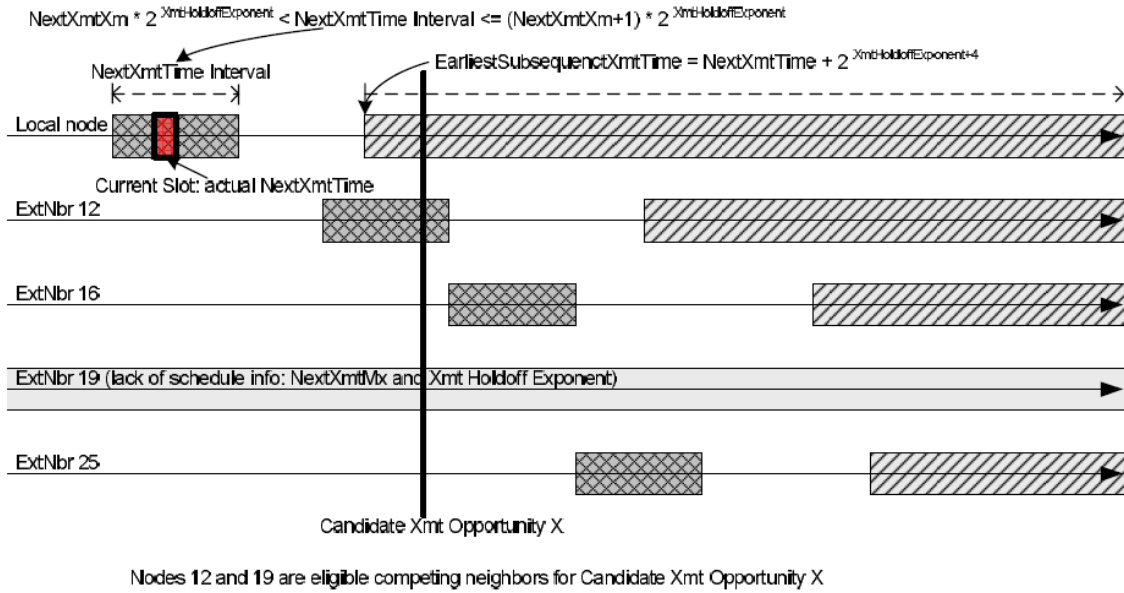 NextXmtXm * 2 XmtHoldoffExponent < NextXmtTime Interval <= (NextXmtXm+1) * 2 XmtHoldoffExponent
NextXmtTime Interval
EarliestSubsequenctXmtTime = NextXmtTime + 2 XmtHoldoffExponent+4
Local node
Current Slot: actual NextXmtTime
ExtNbr 12
ExtNbr 16
ExtNbr 19 (lack of schedule info: NextXmtMx and Xmt Holdoff Exponent)
ExtNbr 25
Candidate Xmt Opportunity X
Nodes 12 and 19 are eligible competing neighbors for Candidate Xmt Opportunity X